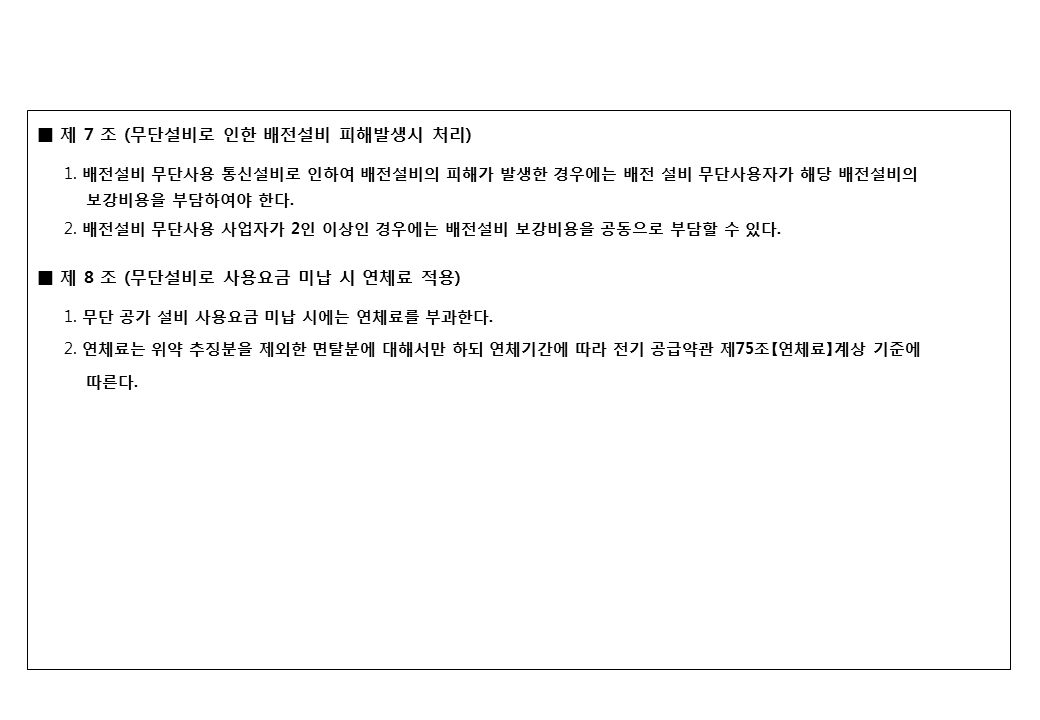 ■ 제 7 조 (무단설비로 인한 배전설비 피해발생시 처리)
1. 배전설비 무단사용 통신설비로 인하여 배전설비의 피해가 발생한 경우에는 배전 설비 무단사용자가 해당 배전설비의
보강비용을 부담하여야 한다.
2. 배전설비 무단사용 사업자가 2인 이상인 경우에는 배전설비 보강비용을 공동으로 부담할 수 있다.
■ 제 8 조 (무단설비로 사용요금 미납 시 연체료 적용)
1. 무단 공가 설비 사용요금 미납 시에는 연체료를 부과한다.
2. 연체료는 위약 추징분을 제외한 면탈분에 대해서만 하되 연체기간에 따라 전기 공급약관 제75조【연체료】계상 기준에
따른다.